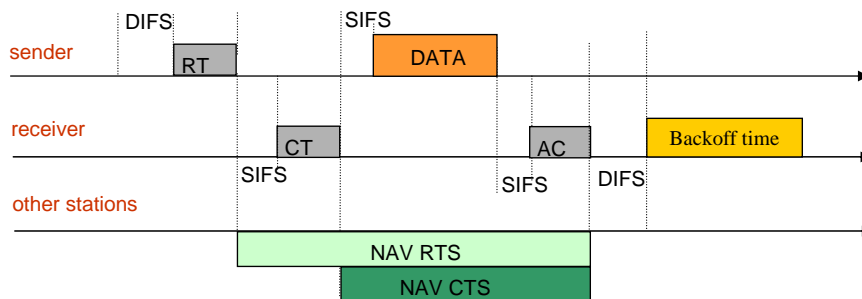 DIFS
SIFS
sender
RT
DATA
receiver
CT
AC
Backoff time
SIFS
SIFS
DIFS
other stations
NAV RTS
NAV CTS